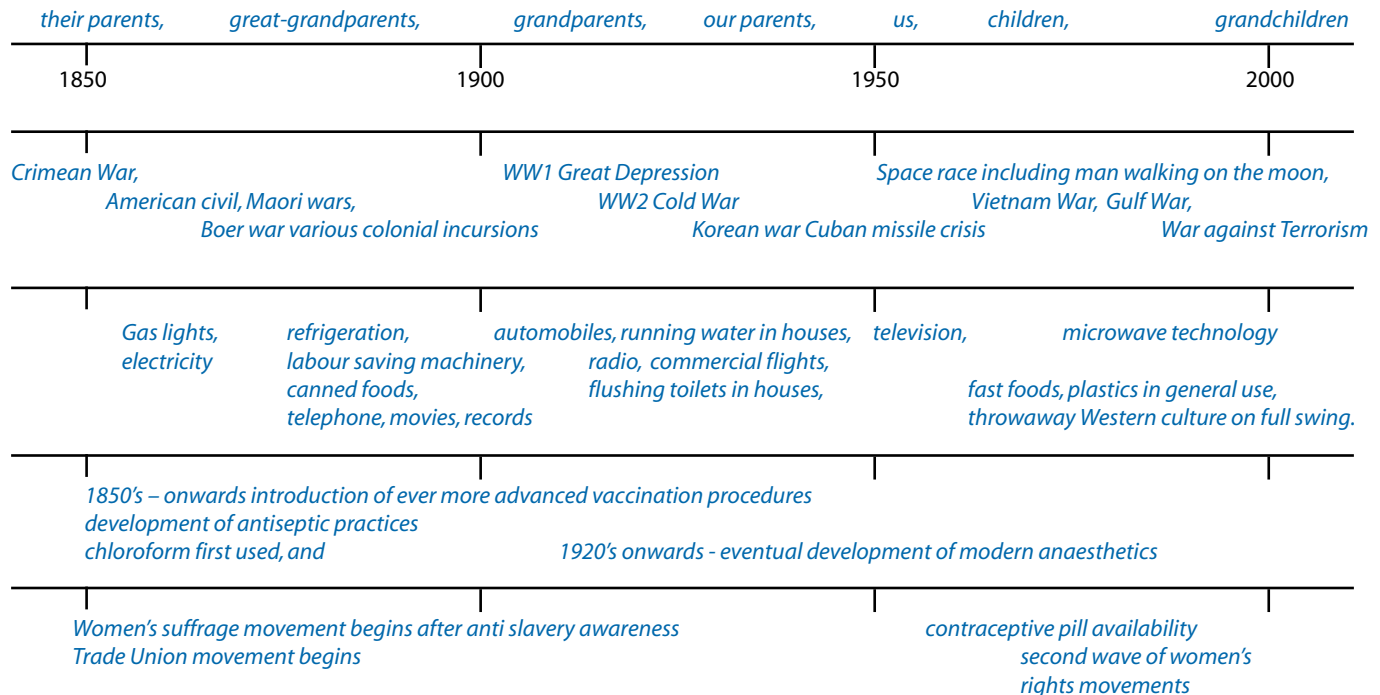 their parents, great-grandparents, grandparents, our parents, us, children, grandchildren
1850 1900 1950 2000
Crimean War, WW1 Great Depression Space race including man walking on the moon,
American civil, Maori wars, WW2 Cold War Vietnam War, Gulf War,
Boer war various colonial incursions Korean war Cuban missile crisis War against Terrorism
Gas lights, refrigeration, automobiles, running water in houses, television, microwave technology
electricity labour saving machinery, radio, commercial flights,
canned foods, flushing toilets in houses, fast foods, plastics in general use,
telephone, movies, records throwaway Western culture on full swing.
1850's – onwards introduction of ever more advanced vaccination procedures
development of antiseptic practices
chloroform first used, and 1920's onwards - eventual development of modern anaesthetics
Women's suffrage movement begins after anti slavery awareness contraceptive pill availability
Trade Union movement begins second wave of women's
rights movements